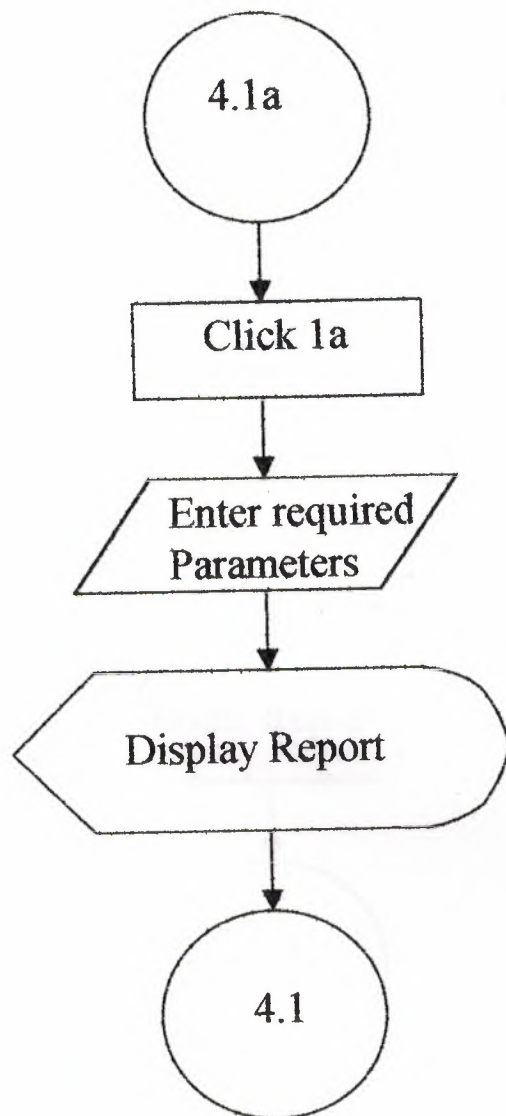 4.1a
Click 1a
Enter required
Parameters
Display Report
4.1